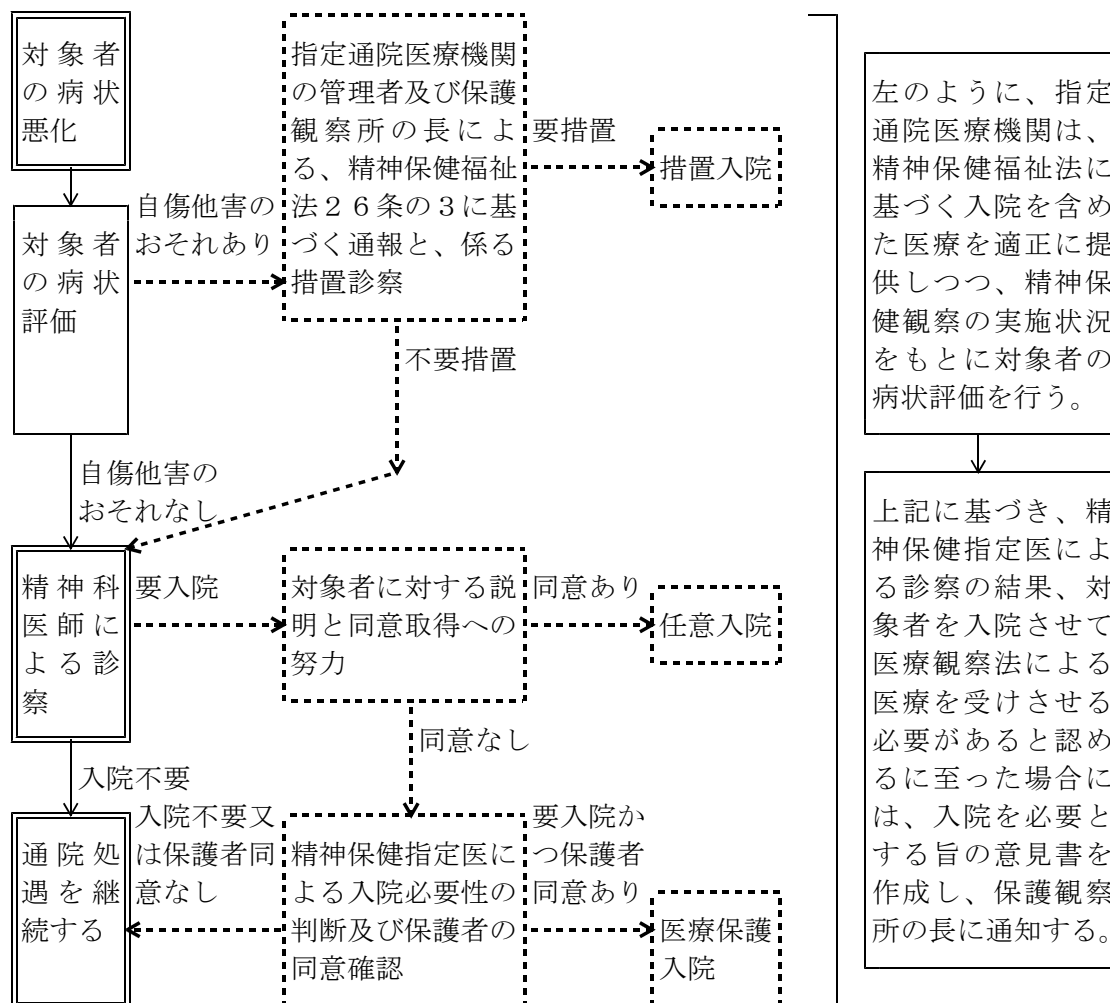 対象者
の病状
悪化
指定通院医療機関
の管理者及び保護
観察所の長によ
る、精神保健福祉
法２６条の３に基
づく通報と、係る
措置診察
要措置
措置入院
対象者
の病状
評価
自傷他害の
おそれあり
不要措置
自傷他害の
おそれなし
精神科
医師に
よる診
察
要入院
対象者に対する説
明と同意取得への
努力
同意あり
任意入院
同意なし
入院不要
通院処
遇を継
続する
入院不要又
は保護者同
意なし
精神保健指定医に
よる入院必要性の
判断及び保護者の
同意確認
要入院か
つ保護者
同意あり
医療保護
入院
左のように、指定
通院医療機関は、
精神保健福祉法に
基づく入院を含め
た医療を適正に提
供しつつ、精神保
健観察の実施状況
をもとに対象者の
病状評価を行う。
上記に基づき、精
神保健指定医によ
る診察の結果、対
象者を入院させて
医療観察法による
医療を受けさせる
必要があると認め
るに至った場合に
は、入院を必要と
する旨の意見書を
作成し、保護観察
所の長に通知する。